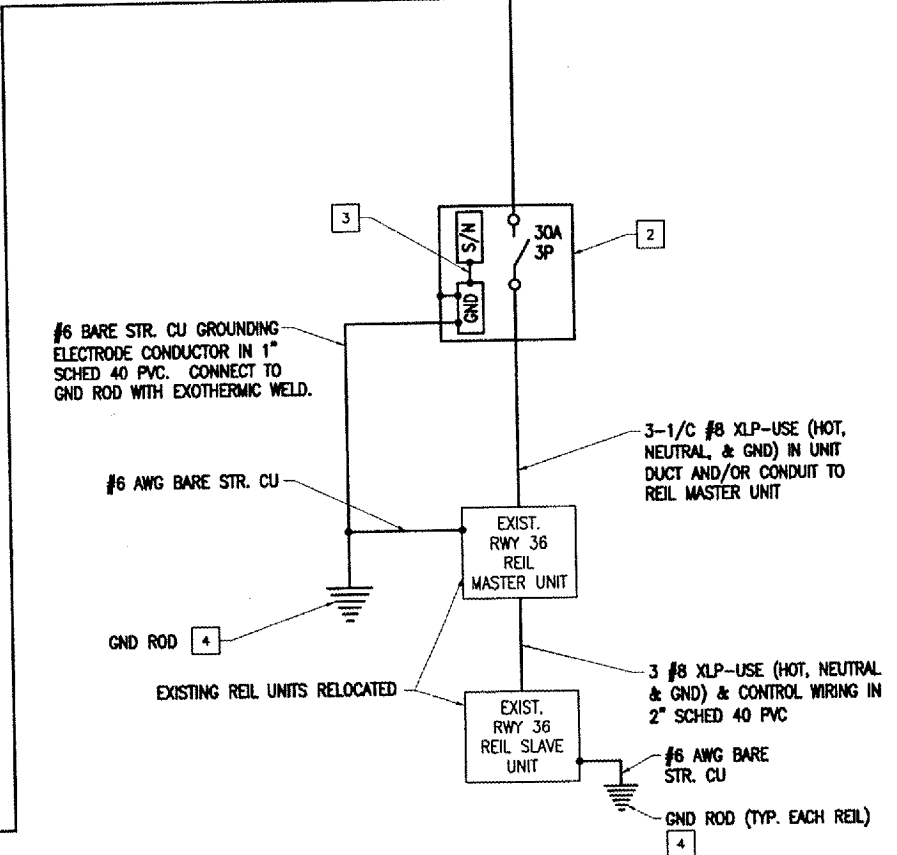 3
S/N
30A
3P
2
GND
#6 BARE STR. CU GROUNDING
ELECTRODE CONDUCTOR IN 1"
SCHED 40 PVC. CONNECT TO
GND ROD WITH EXOTHERMIC WELD.
3-1/C #8 XLP-USE (HOT,
NEUTRAL, & GND) IN UNIT
DUCT AND/OR CONDUIT TO
REIL MASTER UNIT
#6 AWG BARE STR. CU
EXIST.
RWY 36
REIL
MASTER UNIT
GND ROD 4
EXISTING REIL UNITS RELOCATED
3 #8 XLP-USE (HOT, NEUTRAL
& GND) & CONTROL WIRING IN
2" SCHED 40 PVC
EXIST.
RWY 36
REIL SLAVE
UNIT
#6 AWG BARE
STR. CU
GND ROD (TYP. EACH REIL)
4